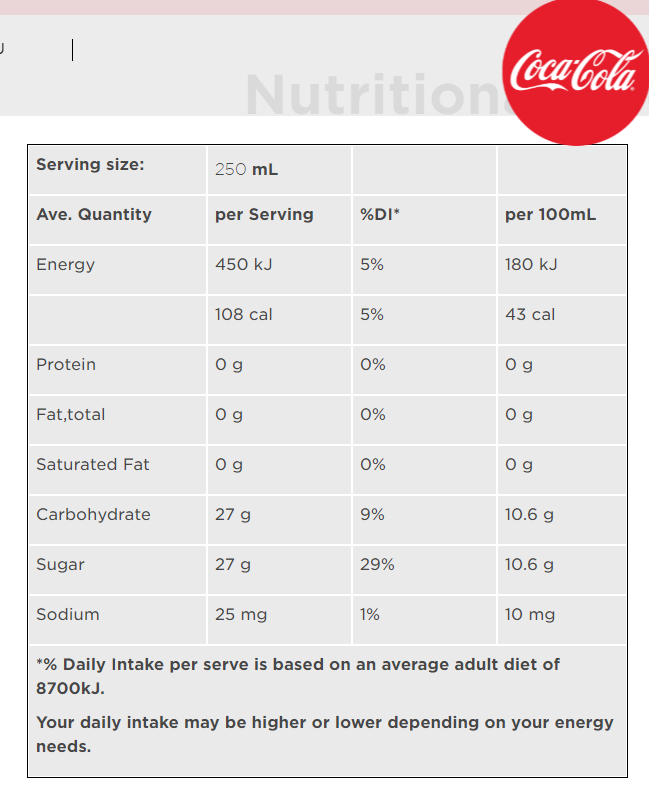 Coca-Cola
Nutrition
Serving size: 250 mL
Ave. Quantity per Serving %DI* per 100mL
Energy 450 kJ 5% 180 kJ
108 cal 5% 43 cal
Protein 0 g 0% 0 g
Fat,total 0 g 0% 0 g
Saturated Fat 0 g 0% 0 g
Carbohydrate 27 g 9% 10.6 g
Sugar 27 g 29% 10.6 g
Sodium 25 mg 1% 10 mg
*% Daily Intake per serve is based on an average adult diet of
8700kJ.
Your daily intake may be higher or lower depending on your energy
needs.